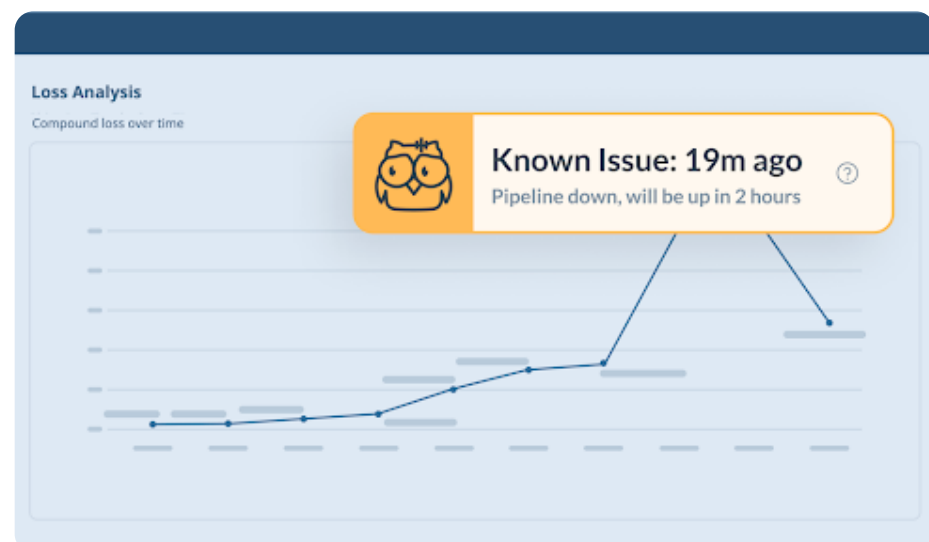 Loss Analysis
Compound loss over time
Known Issue: 19m ago
Pipeline down, will be up in 2 hours
?